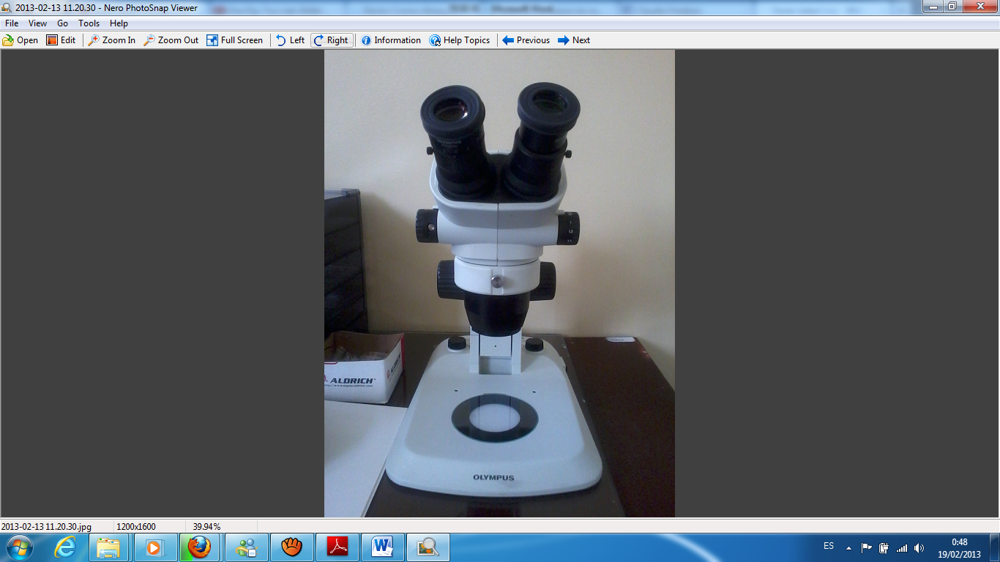 2013-02-13 11.20.30 - Nero PhotoSnap Viewer
File View Go Tools Help
Open Edit Zoom In Zoom Out Full Screen Left Right Information Help Topics Previous Next
ALDRICH
OLYMPUS
2013-02-13 11.20.30.jpg 1200x1600 39.94%
ES
0:48
19/02/2013